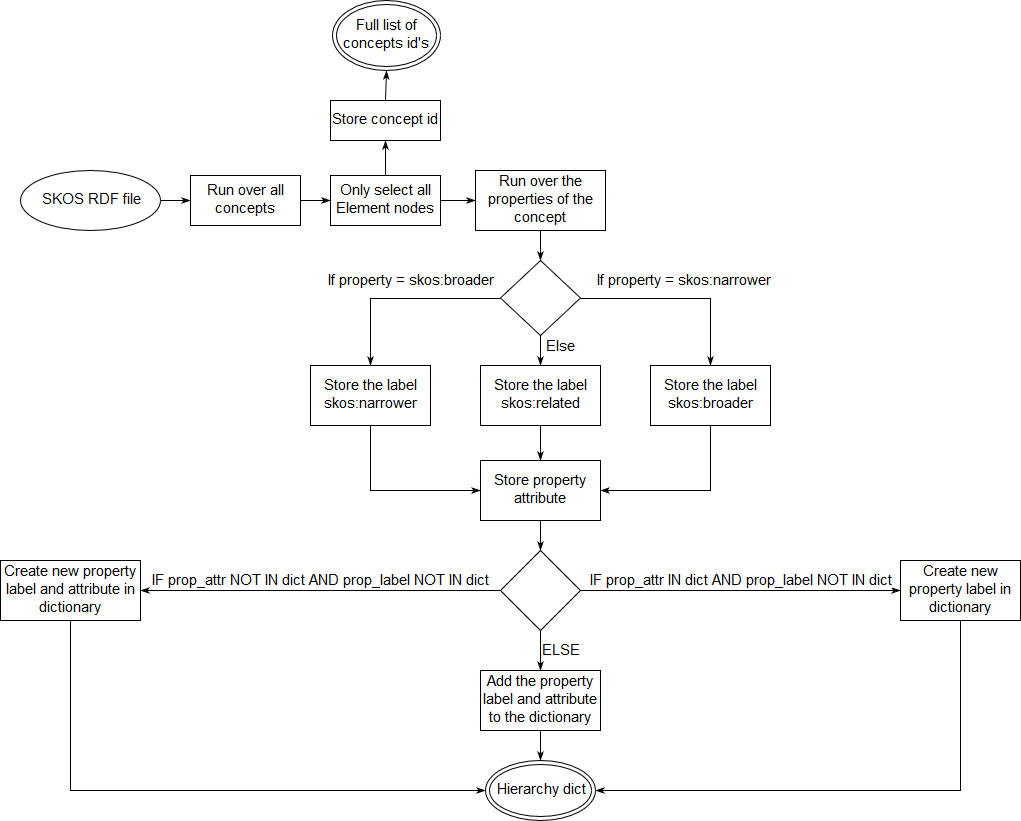 Full list of
concepts id's
Store concept id
SKOS RDF file
Run over all
concepts
Only select all
Element nodes
Run over the
properties of the
concept
If property = skos:broader
If property = skos:narrower
Else
Store the label
skos:narrower
Store the label
skos:related
Store the label
skos:broader
Store property
attribute
Create new property
label and attribute in
dictionary
IF prop_attr NOT IN dict AND prop_label NOT IN dict
IF prop_attr IN dict AND prop_label NOT IN dict
Create new
property label in
dictionary
ELSE
Add the property
label and attribute
to the dictionary
Hierarchy dict